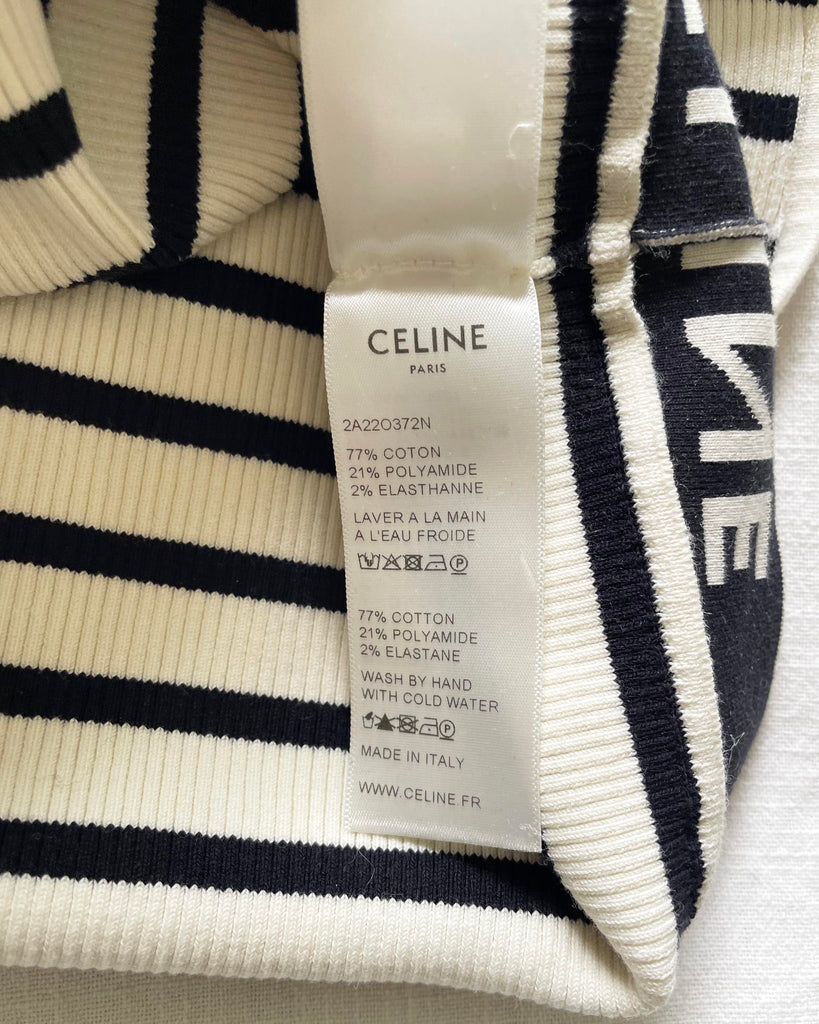 CELINE
PARIS
2A22O372N
77% COTON
21% POLYAMIDE
2% ELASTHANNE
LAVER A LA MAIN
A L'EAU FROIDE
P
77% COTTON
21% POLYAMIDE
2% ELASTANE
WASH BY HAND
WITH COLD WATER
P
MADE IN ITALY
WWW.CELINE.FR
INE